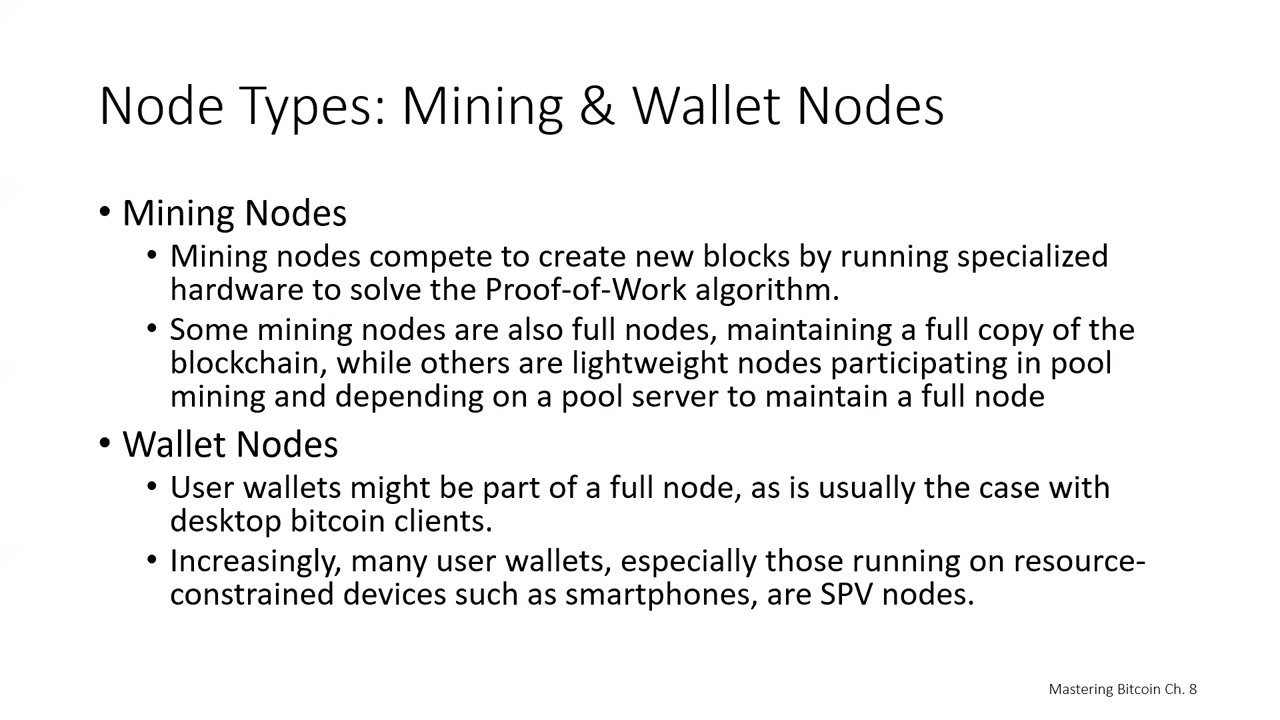 Node Types: Mining & Wallet Nodes
• Mining Nodes
• Mining nodes compete to create new blocks by running specialized
hardware to solve the Proof-of-Work algorithm.
• Some mining nodes are also full nodes, maintaining a full copy of the
blockchain, while others are lightweight nodes participating in pool
mining and depending on a pool server to maintain a full node
• Wallet Nodes
• User wallets might be part of a full node, as is usually the case with
desktop bitcoin clients.
• Increasingly, many user wallets, especially those running on resource-
constrained devices such as smartphones, are SPV nodes.
Mastering Bitcoin Ch. 8